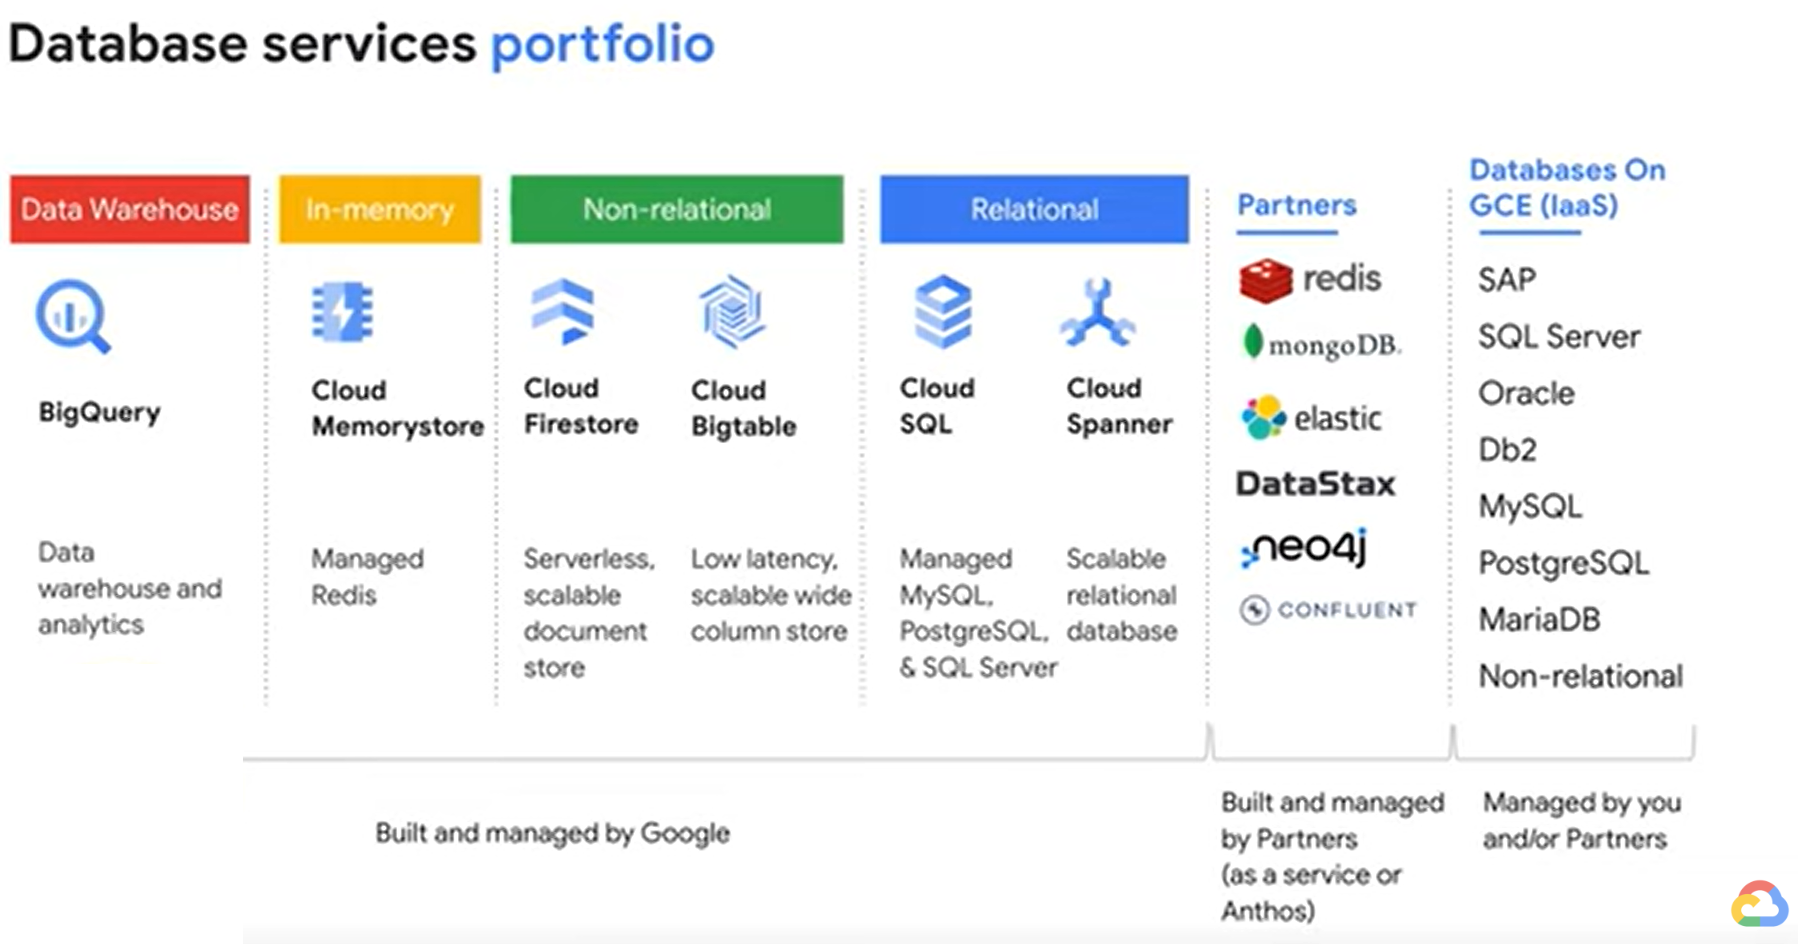 Database services portfolio
Data Warehouse
BigQuery
Data
warehouse and
analytics
In-memory
Cloud
Memorystore
Managed
Redis
Non-relational
Cloud
Firestore
Serverless,
scalable
document
store
Cloud
Bigtable
Low latency,
scalable wide
column store
Relational
Cloud
SQL
Managed
MySQL,
PostgreSQL,
& SQL Server
Cloud
Spanner
Scalable
relational
database
Partners
redis
mongoDB.
elastic
DataStax
neo4j
CONFLUENT
Databases On
GCE (IaaS)
SAP
SQL Server
Oracle
Db2
MySQL
PostgreSQL
MariaDB
Non-relational
Built and managed by Google
Built and managed
by Partners
(as a service or
Anthos)
Managed by you
and/or Partners